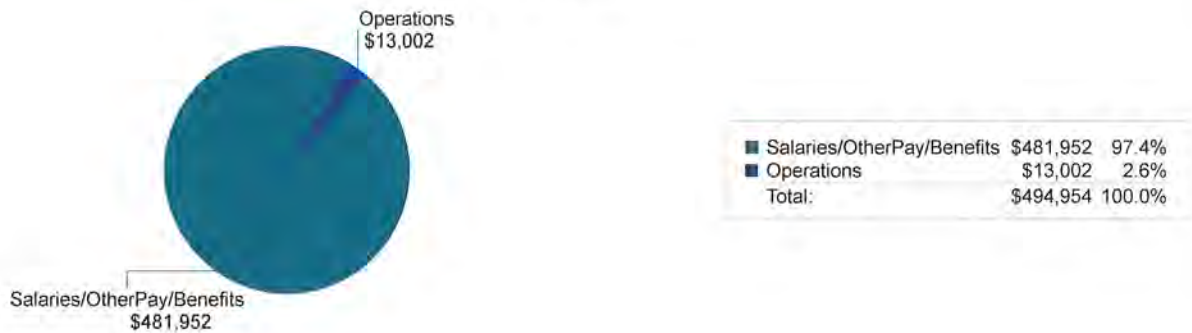 Operations
$13,002
Salaries/OtherPay/Benefits $481,952 97.4%
Operations $13,002 2.6%
Total: $494,954 100.0%
Salaries/OtherPay/Benefits
$481,952